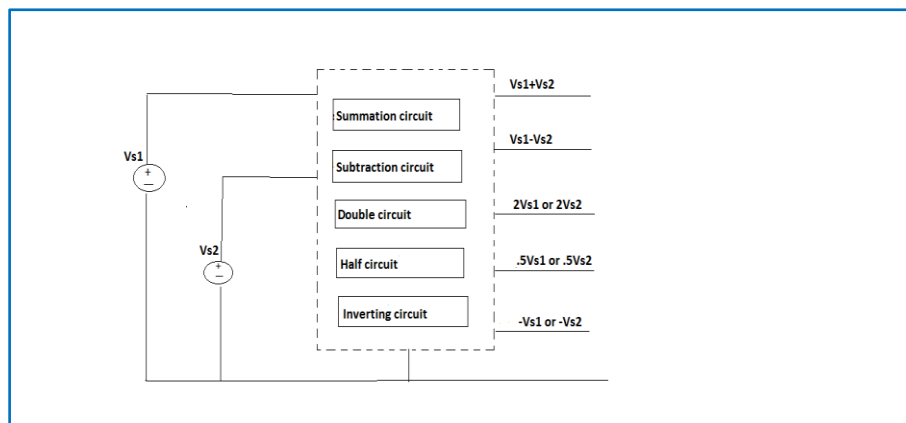 Vs1+Vs2
Summation circuit
Vs1-Vs2
Vs1
+
—
Subtraction circuit
2Vs1 or 2Vs2
Double circuit
Vs2
+
—
Half circuit
.5Vs1 or .5Vs2
Inverting circuit
-Vs1 or -Vs2